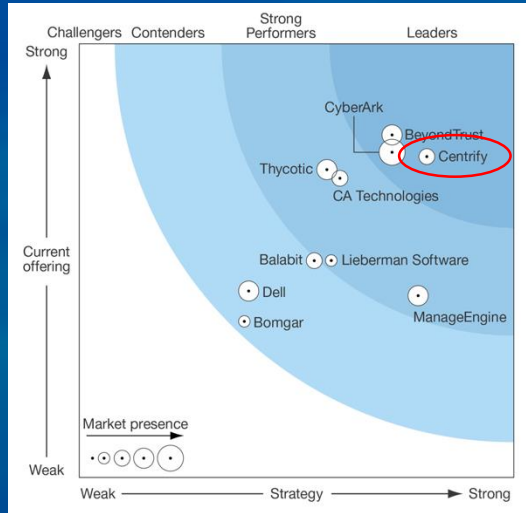 Challengers Contenders Strong Performers Leaders
Strong
CyberArk
BeyondTrust
Centrify
Thycotic
CA Technologies
Current offering
Balabit Lieberman Software
Dell
ManageEngine
Bomgar
Market presence
Weak
Weak Strategy Strong